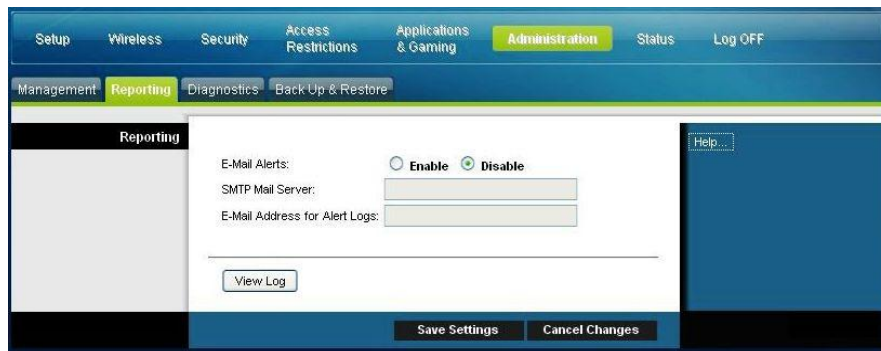 Setup Wireless Security Access Restrictions Applications & Gaming Administration Status Log OFF
Management Reporting Diagnostics Back Up & Restore
Reporting
Help...
E-Mail Alerts: Enable Disable
SMTP Mail Server:
E-Mail Address for Alert Logs:
View Log
Save Settings Cancel Changes